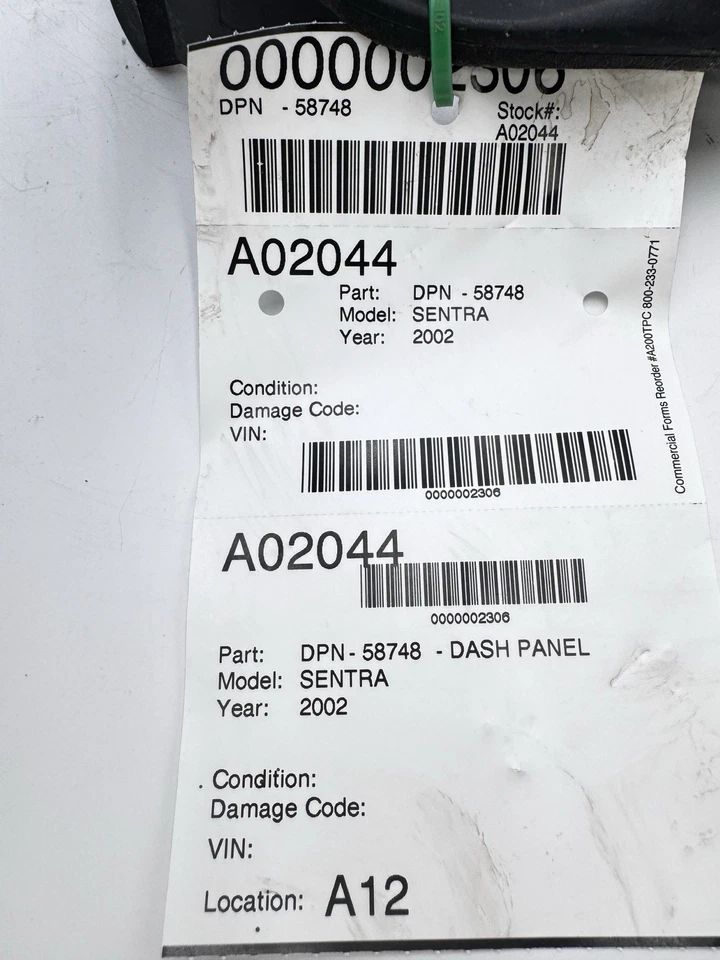 0000002306
DPN - 58748
Stock#:
A02044
A02044
Part: DPN - 58748
Model: SENTRA
Year: 2002
Condition:
Damage Code:
VIN:
0000002306
Commercial Forms Reorder #A200TPC 800-233-0771
A02044
0000002306
Part: DPN - 58748 - DASH PANEL
Model: SENTRA
Year: 2002
Condition:
Damage Code:
VIN:
Location: A12